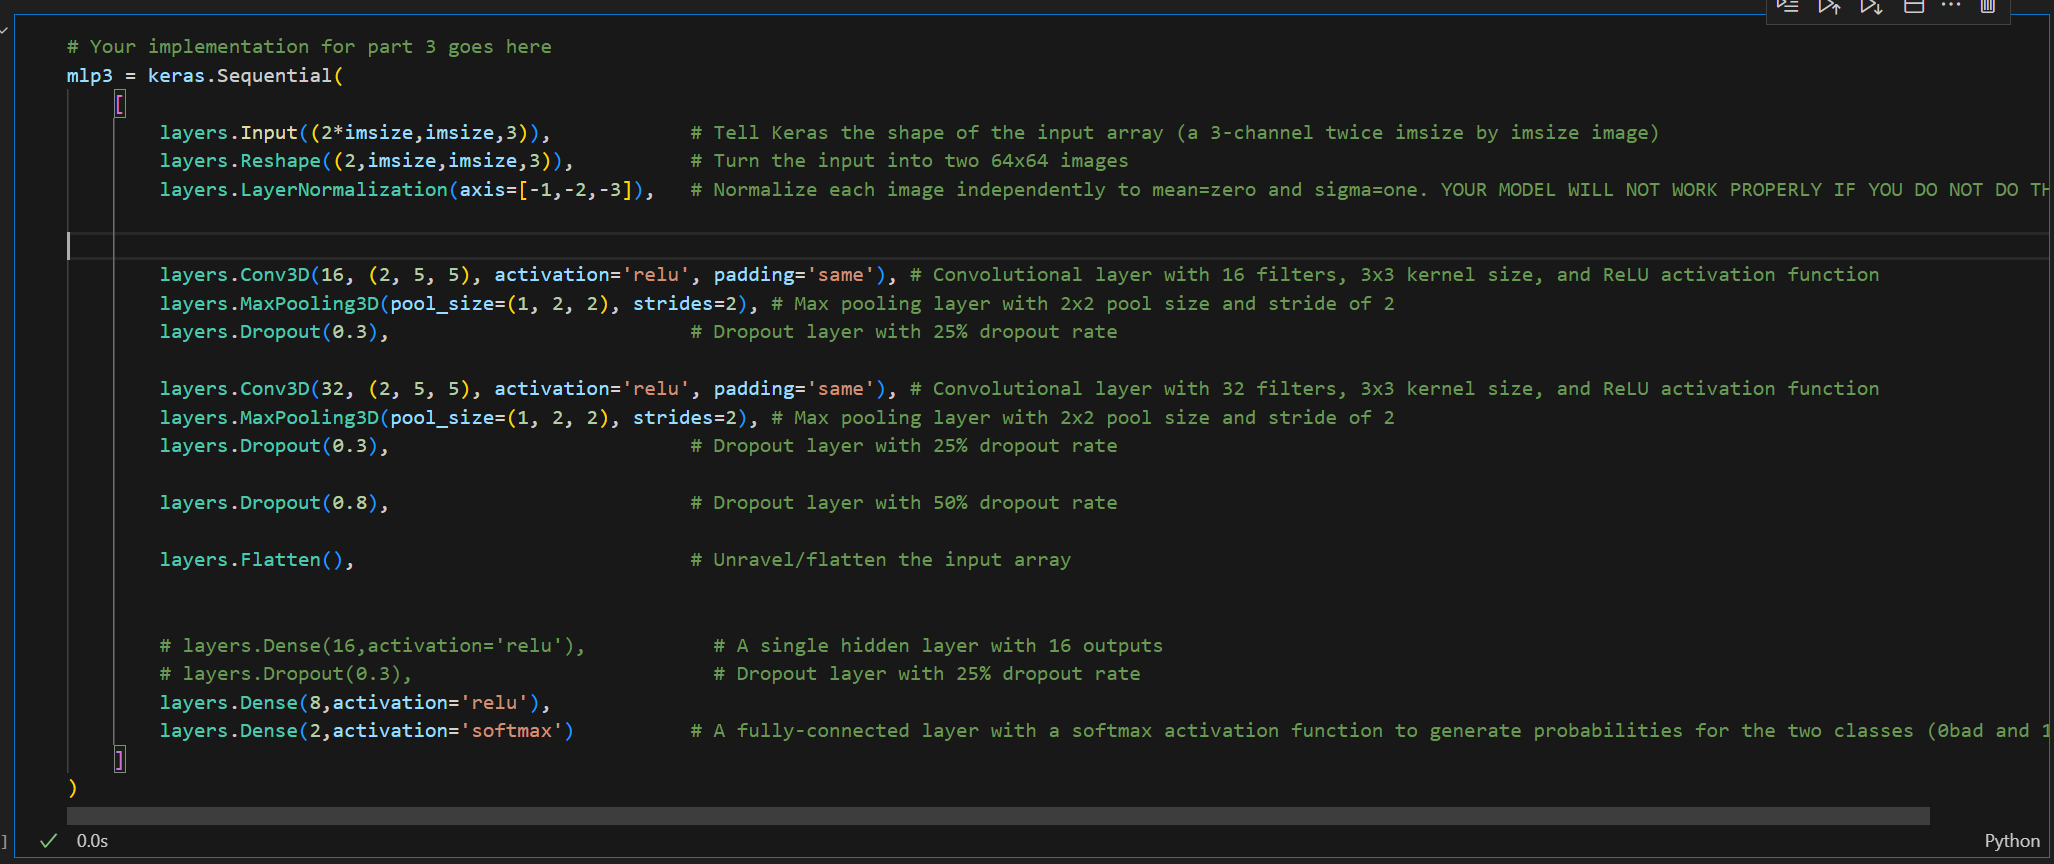 # Your implementation for part 3 goes here
mlp3 = keras.Sequential(
[
layers.Input((2*imsize,imsize,3)), # Tell Keras the shape of the input array (a 3-channel twice imsize by imsize image)
layers.Reshape((2,imsize,imsize,3)), # Turn the input into two 64x64 images
layers.LayerNormalization(axis=[-1,-2,-3]), # Normalize each image independently to mean=zero and sigma=one. YOUR MODEL WILL NOT WORK PROPERLY IF YOU DO NOT DO TH
layers.Conv3D(16, (2, 5, 5), activation='relu', padding='same'), # Convolutional layer with 16 filters, 3x3 kernel size, and ReLU activation function
layers.MaxPooling3D(pool_size=(1, 2, 2), strides=2), # Max pooling layer with 2x2 pool size and stride of 2
layers.Dropout(0.3), # Dropout layer with 25% dropout rate
layers.Conv3D(32, (2, 5, 5), activation='relu', padding='same'), # Convolutional layer with 32 filters, 3x3 kernel size, and ReLU activation function
layers.MaxPooling3D(pool_size=(1, 2, 2), strides=2), # Max pooling layer with 2x2 pool size and stride of 2
layers.Dropout(0.3), # Dropout layer with 25% dropout rate
layers.Dropout(0.8), # Dropout layer with 50% dropout rate
layers.Flatten(), # Unravel/flatten the input array
# layers.Dense(16,activation='relu'), # A single hidden layer with 16 outputs
# layers.Dropout(0.3), # Dropout layer with 25% dropout rate
layers.Dense(8,activation='relu'),
layers.Dense(2,activation='softmax') # A fully-connected layer with a softmax activation function to generate probabilities for the two classes (0bad and 1
]
)
] 0.0s
Python